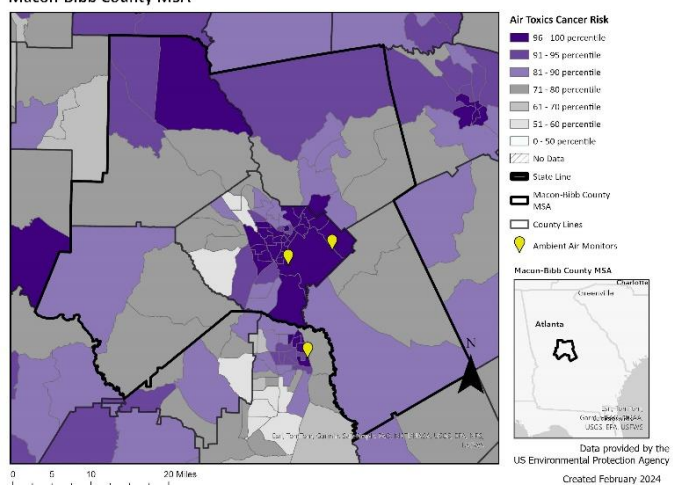 Macon-Bibb County MSA
Air Toxics Cancer Risk
96 - 100 percentile
91 - 95 percentile
81 - 90 percentile
71 - 80 percentile
61 - 70 percentile
51 - 60 percentile
0 - 50 percentile
No Data
State Line
Macon-Bibb County
MSA
County Lines
Ambient Air Monitors
Macon-Bibb County MSA
Charlotte
Greenville
Atlanta
USGS, EPA, USFWS
N
0 5 10 20 Miles
Data provided by the
US Environmental Protection Agency
Created February 2024